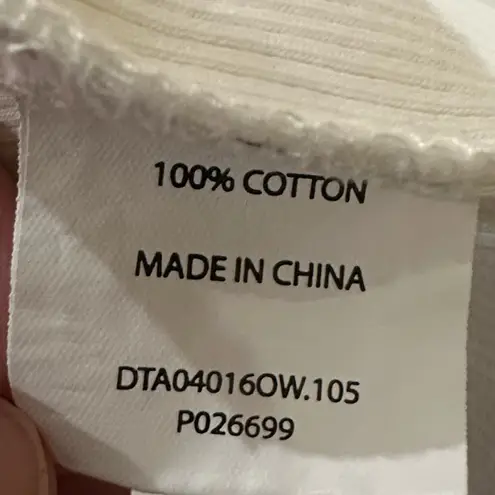 100% COTTON
MADE IN CHINA
DTA04016OW.105
P026699